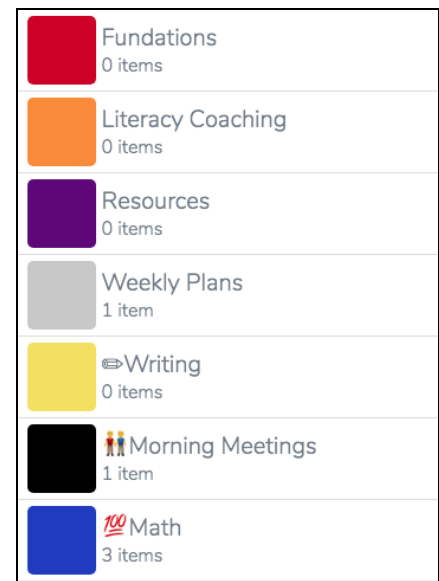 Fundations
0 items
Literacy Coaching
0 items
Resources
0 items
Weekly Plans
1 item
✏Writing
0 items
👬Morning Meetings
1 item
💯Math
3 items